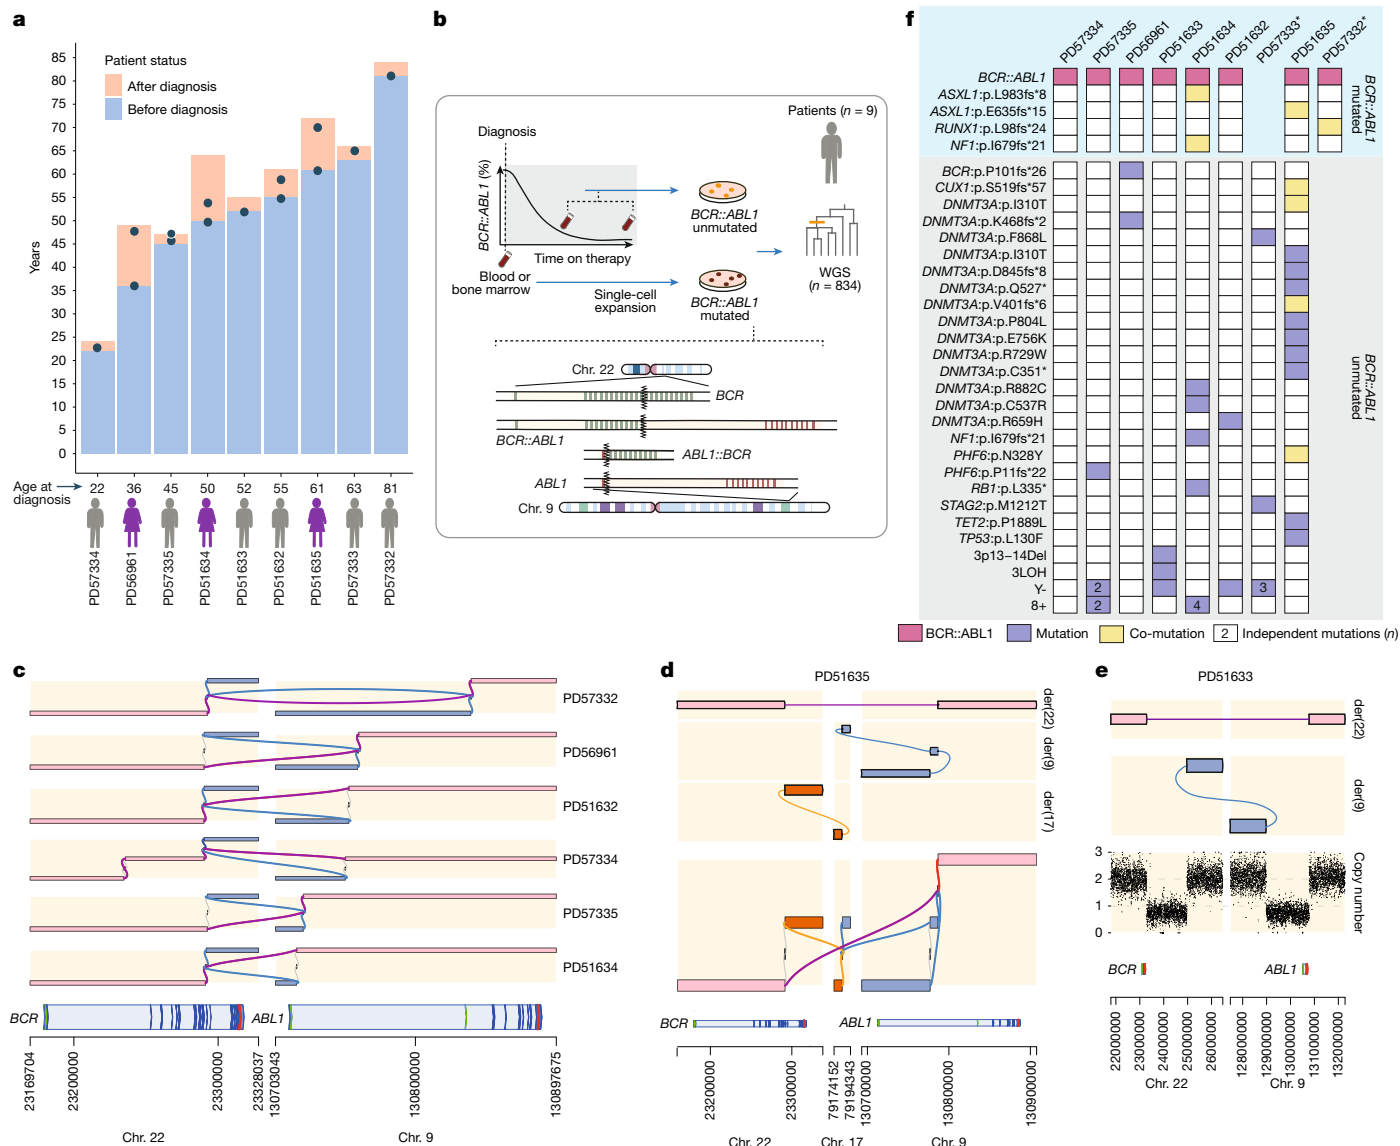 a
Patient status
After diagnosis
Before diagnosis
Years
85
80
75
70
65
60
55
50
45
40
35
30
25
20
15
10
5
0
Age at diagnosis
22 36 45 50 52 55 61 63 81
PD57334 PD56961 PD57335 PD51634 PD51633 PD51632 PD51635 PD57333 PD57332
b
Patients (n = 9)
Diagnosis
BCR::ABL1 (%)
Time on therapy
Blood or bone marrow
Single-cell expansion
BCR::ABL1 unmutated
BCR::ABL1 mutated
WGS (n = 834)
Chr. 22
BCR
BCR::ABL1
ABL1::BCR
ABL1
Chr. 9
f
PD57334 PD57335 PD56961 PD51633 PD51634 PD51632 PD57333* PD51635 PD57332*
BCR::ABL1
ASXL1:p.L983fs*8
ASXL1:p.E635fs*15
RUNX1:p.L98fs*24
NF1:p.I679fs*21
BCR::ABL1 mutated
BCR:p.P101fs*26
CUX1:p.S519fs*57
DNMT3A:p.I310T
DNMT3A:p.K468fs*2
DNMT3A:p.F868L
DNMT3A:p.I310T
DNMT3A:p.D845fs*8
DNMT3A:p.Q527*
DNMT3A:p.V401fs*6
DNMT3A:p.P804L
DNMT3A:p.E756K
DNMT3A:p.R729W
DNMT3A:p.C351*
DNMT3A:p.R882C
DNMT3A:p.C537R
DNMT3A:p.R659H
NF1:p.I679fs*21
PHF6:p.N328Y
PHF6:p.P11fs*22
RB1:p.L335*
STAG2:p.M1212T
TET2:p.P1889L
TP53:p.L130F
3p13–14Del
3LOH
Y- 2 3
8+ 2 4
BCR::ABL1 unmutated
BCR::ABL1 Mutation Co-mutation 2 Independent mutations (n)
c
PD57332
PD56961
PD51632
PD57334
PD57335
PD51634
BCR ABL1
23169704 23200000 23300000 23328037 130703043 130800000 130897675
Chr. 22 Chr. 9
d
PD51635
der(22)
der(9)
der(17)
BCR ABL1
23200000 23300000 79174152 79194343 130700000 130800000 130900000
Chr. 22 Chr. 17 Chr. 9
e
PD51633
der(22)
der(9)
Copy number
3
2
1
0
BCR ABL1
22000000 23000000 24000000 25000000 26000000 128000000 129000000 130000000 131000000 132000000
Chr. 22 Chr. 9